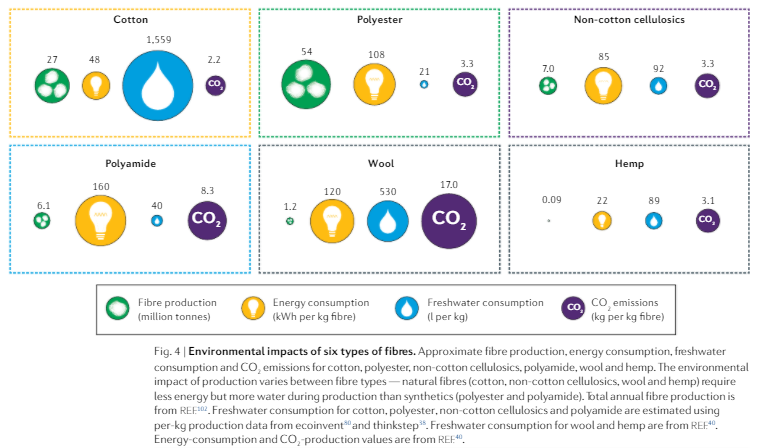 Cotton
27
48
1,559
2.2
CO2
Polyester
54
108
21
3.3
CO2
Non-cotton cellulosics
7.0
85
92
3.3
CO2
Polyamide
6.1
160
40
8.3
CO2
Wool
1.2
120
530
17.0
CO2
Hemp
0.09
22
89
3.1
CO2
Fibre production
(million tonnes)
Energy consumption
(kWh per kg fibre)
Freshwater consumption
(l per kg)
CO2
CO2 emissions
(kg per kg fibre)
Fig. 4 | Environmental impacts of six types of fibres. Approximate fibre production, energy consumption, freshwater
consumption and CO2 emissions for cotton, polyester, non-cotton cellulosics, polyamide, wool and hemp. The environmental
impact of production varies between fibre types — natural fibres (cotton, non-cotton cellulosics, wool and hemp) require
less energy but more water during production than synthetics (polyester and polyamide). Total annual fibre production is
from REF.102. Freshwater consumption for cotton, polyester, non-cotton cellulosics and polyamide are estimated using
per-kg production data from ecoinvent80 and thinkstep38. Freshwater consumption for wool and hemp are from REF.40.
Energy-consumption and CO2-production values are from REF.40.